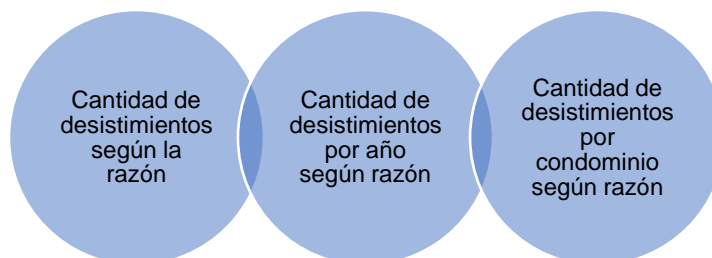 Cantidad de
desistimientos
según la
razón
Cantidad de
desistimientos
por año
según razón
Cantidad de
desistimientos
por
condominio
según razón